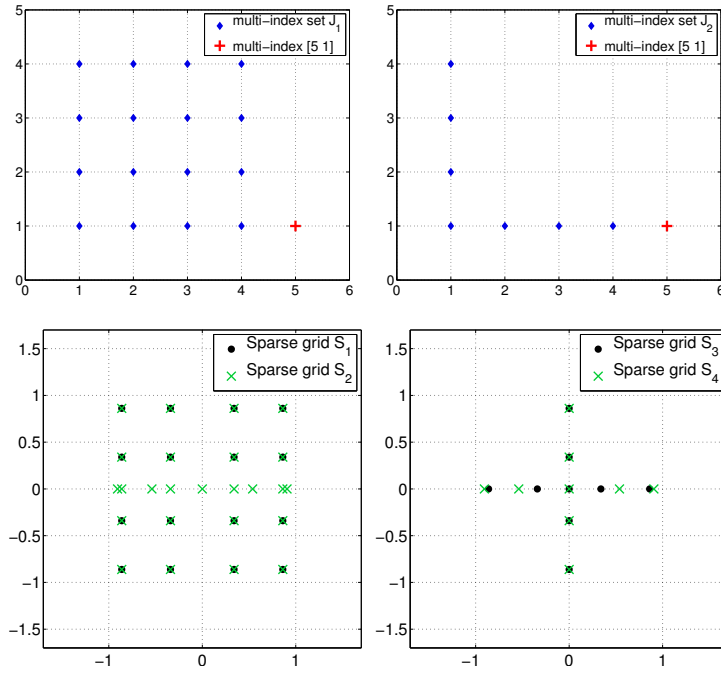 multi−index set J1
multi−index [5 1]
5
4
3
2
1
0
0 1 2 3 4 5 6
multi−index set J2
multi−index [5 1]
5
4
3
2
1
0
0 1 2 3 4 5 6
Sparse grid S1
Sparse grid S2
1.5
1
0.5
0
−0.5
−1
−1.5
−1 0 1
Sparse grid S3
Sparse grid S4
1.5
1
0.5
0
−0.5
−1
−1.5
−1 0 1